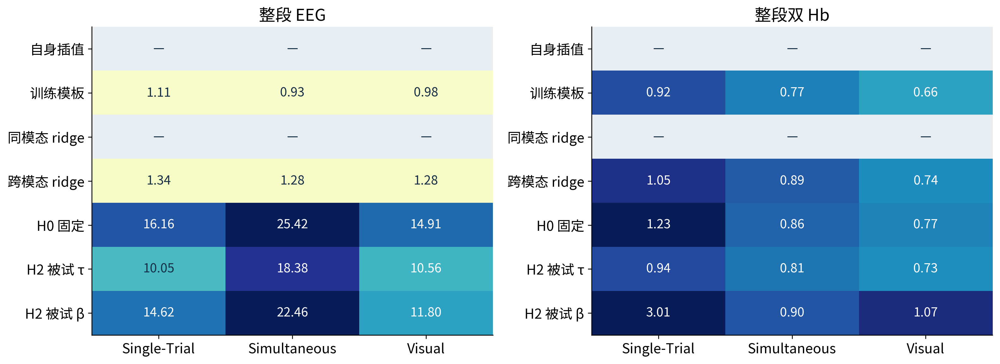 整段 EEG
自身插值 — — —
训练模板 1.11 0.93 0.98
同模态 ridge — — —
跨模态 ridge 1.34 1.28 1.28
H0 固定 16.16 25.42 14.91
H2 被试 τ 10.05 18.38 10.56
H2 被试 β 14.62 22.46 11.80
Single-Trial Simultaneous Visual
整段双 Hb
自身插值 — — —
训练模板 0.92 0.77 0.66
同模态 ridge — — —
跨模态 ridge 1.05 0.89 0.74
H0 固定 1.23 0.86 0.77
H2 被试 τ 0.94 0.81 0.73
H2 被试 β 3.01 0.90 1.07
Single-Trial Simultaneous Visual